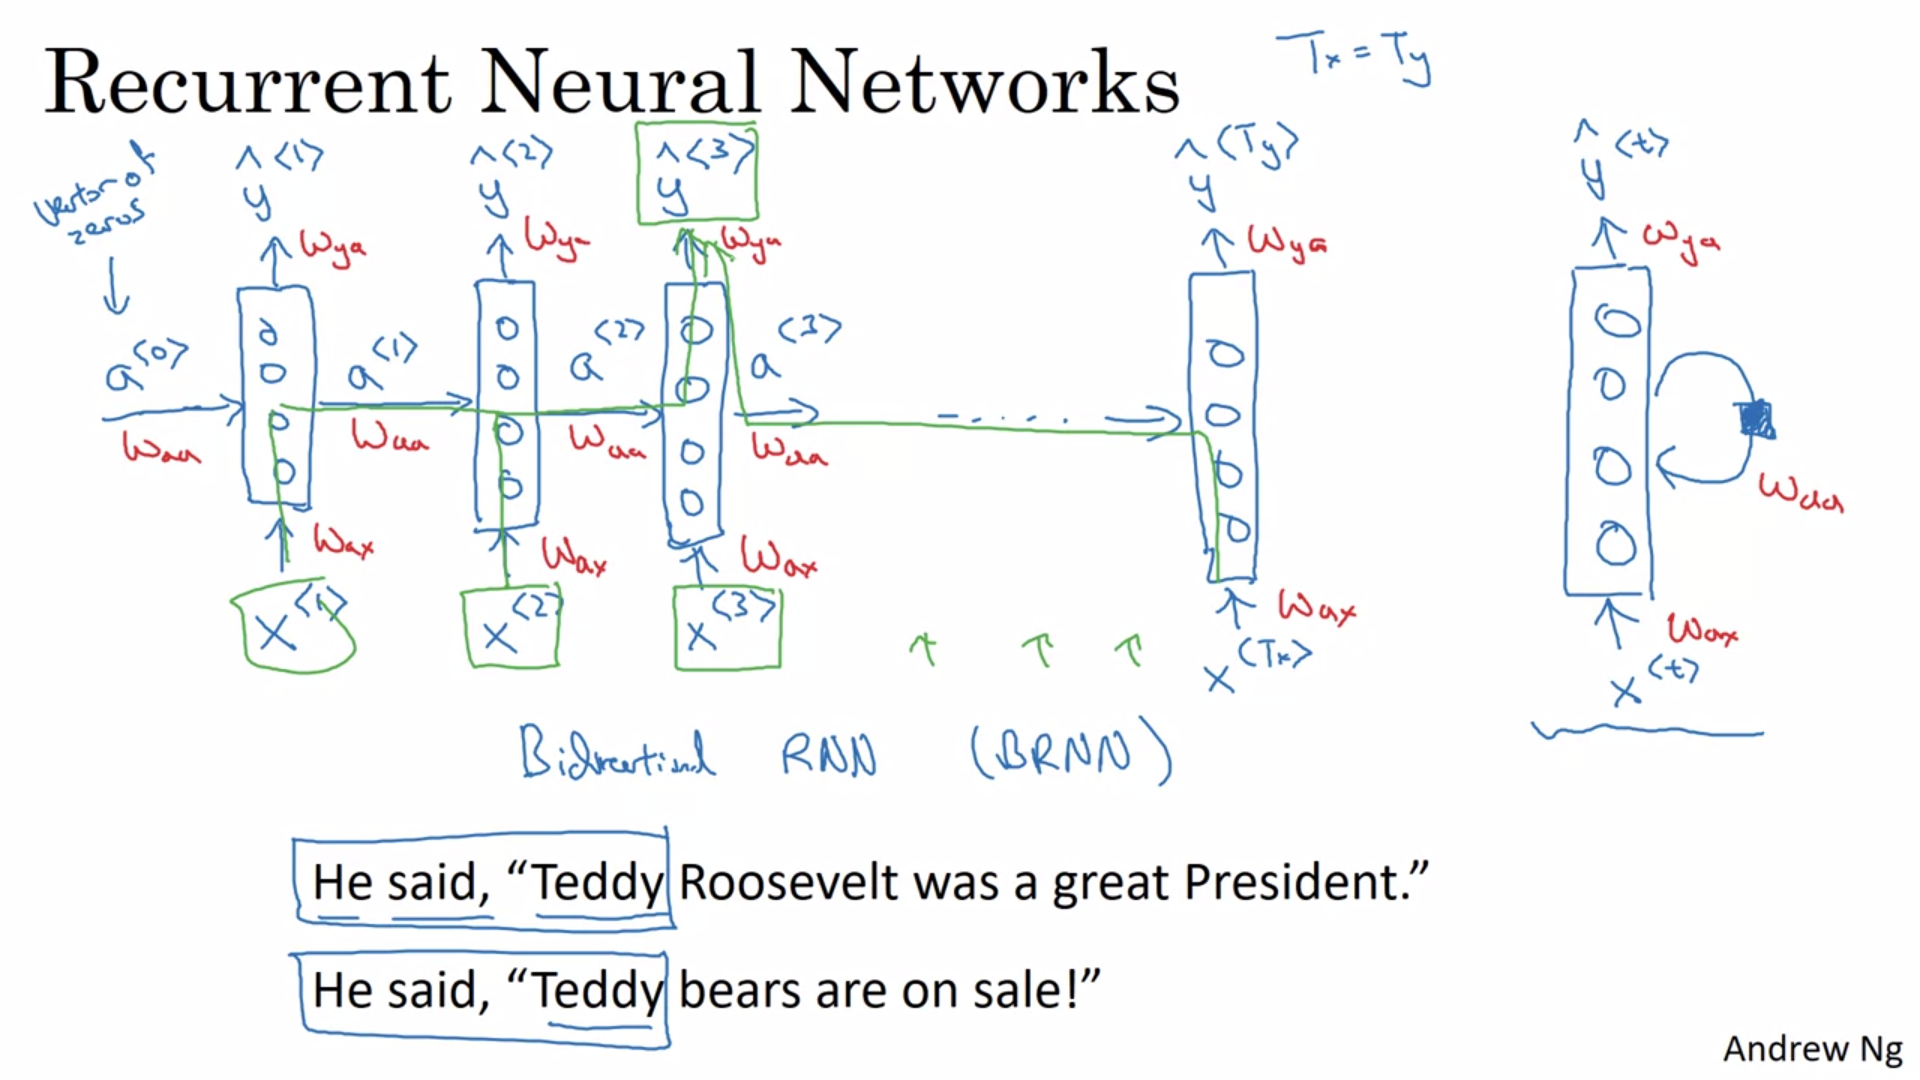 Recurrent Neural Networks
Tx = Ty
vector of zeros
ŷ<1> ŷ<2> ŷ<3> ŷ<Ty> ŷ<t>
Wya Wya Wya Wya Wya
a<0> a<1> a<2> a<3> - . . . .
Waa Waa Waa Waa Waa
Wax Wax Wax Wax Wax
x<1> x<2> x<3> x<Tx> x<t>
Bidirectional RNN (BRNN)
He said, “Teddy Roosevelt was a great President.”
He said, “Teddy bears are on sale!”
Andrew Ng